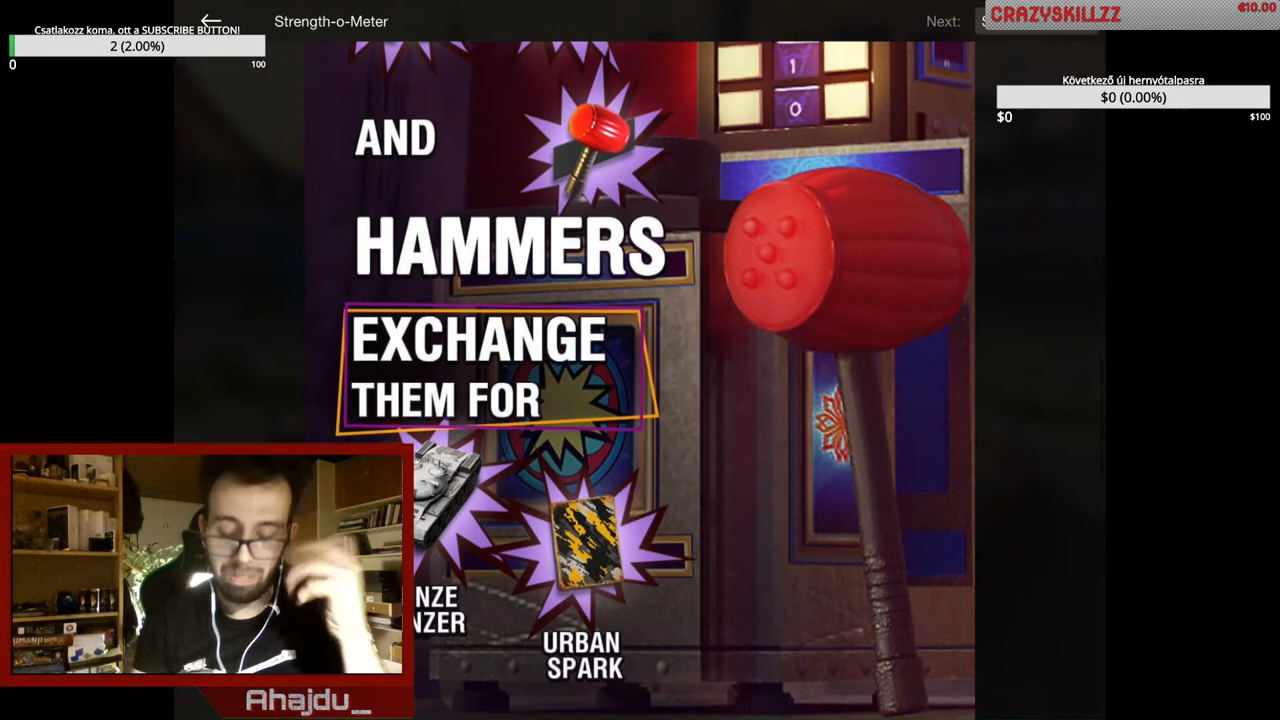 Strength-o-Meter
Next:
CRAZYSKILLZZ
€10.00
Csatlakozz koma, ott a SUBSCRIBE BUTTON!
2 (2.00%)
0
100
Következő új hernyótalpasra
$0 (0.00%)
$0
$100
1
0
AND
HAMMERS
EXCHANGE
THEM FOR
NZE
NZER
URBAN
SPARK
Ahajdu_